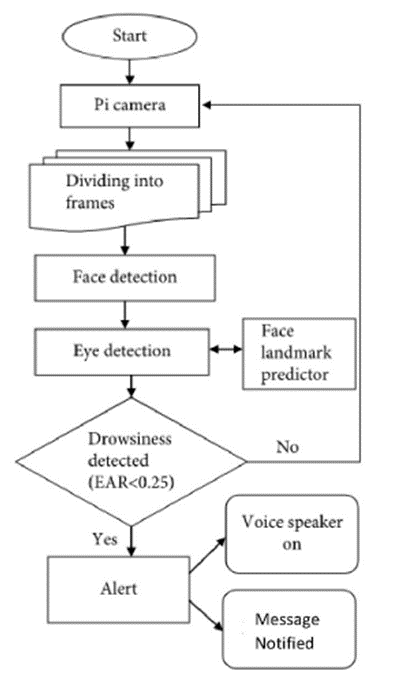 Start
Pi camera
Dividing into
frames
Face detection
Eye detection
Face
landmark
predictor
Drowsiness
detected
(EAR<0.25)
No
Yes
Alert
Voice speaker
on
Message
Notified